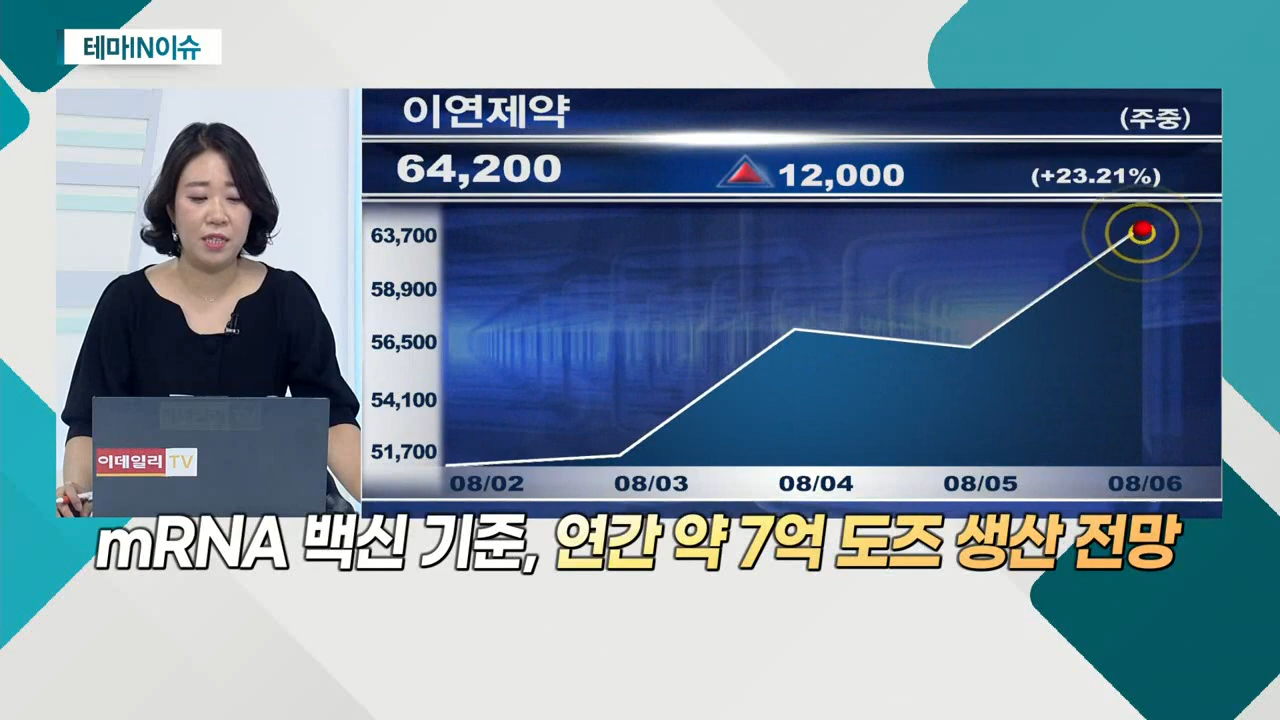 테마IN이슈
이연제약
(주중)
64,200 ▲ 12,000 (+23.21%)
63,700
58,900
56,500
54,100
51,700
08/02 08/03 08/04 08/05 08/06
이데일리 TV
mRNA 백신 기준, 연간 약 7억 도즈 생산 전망